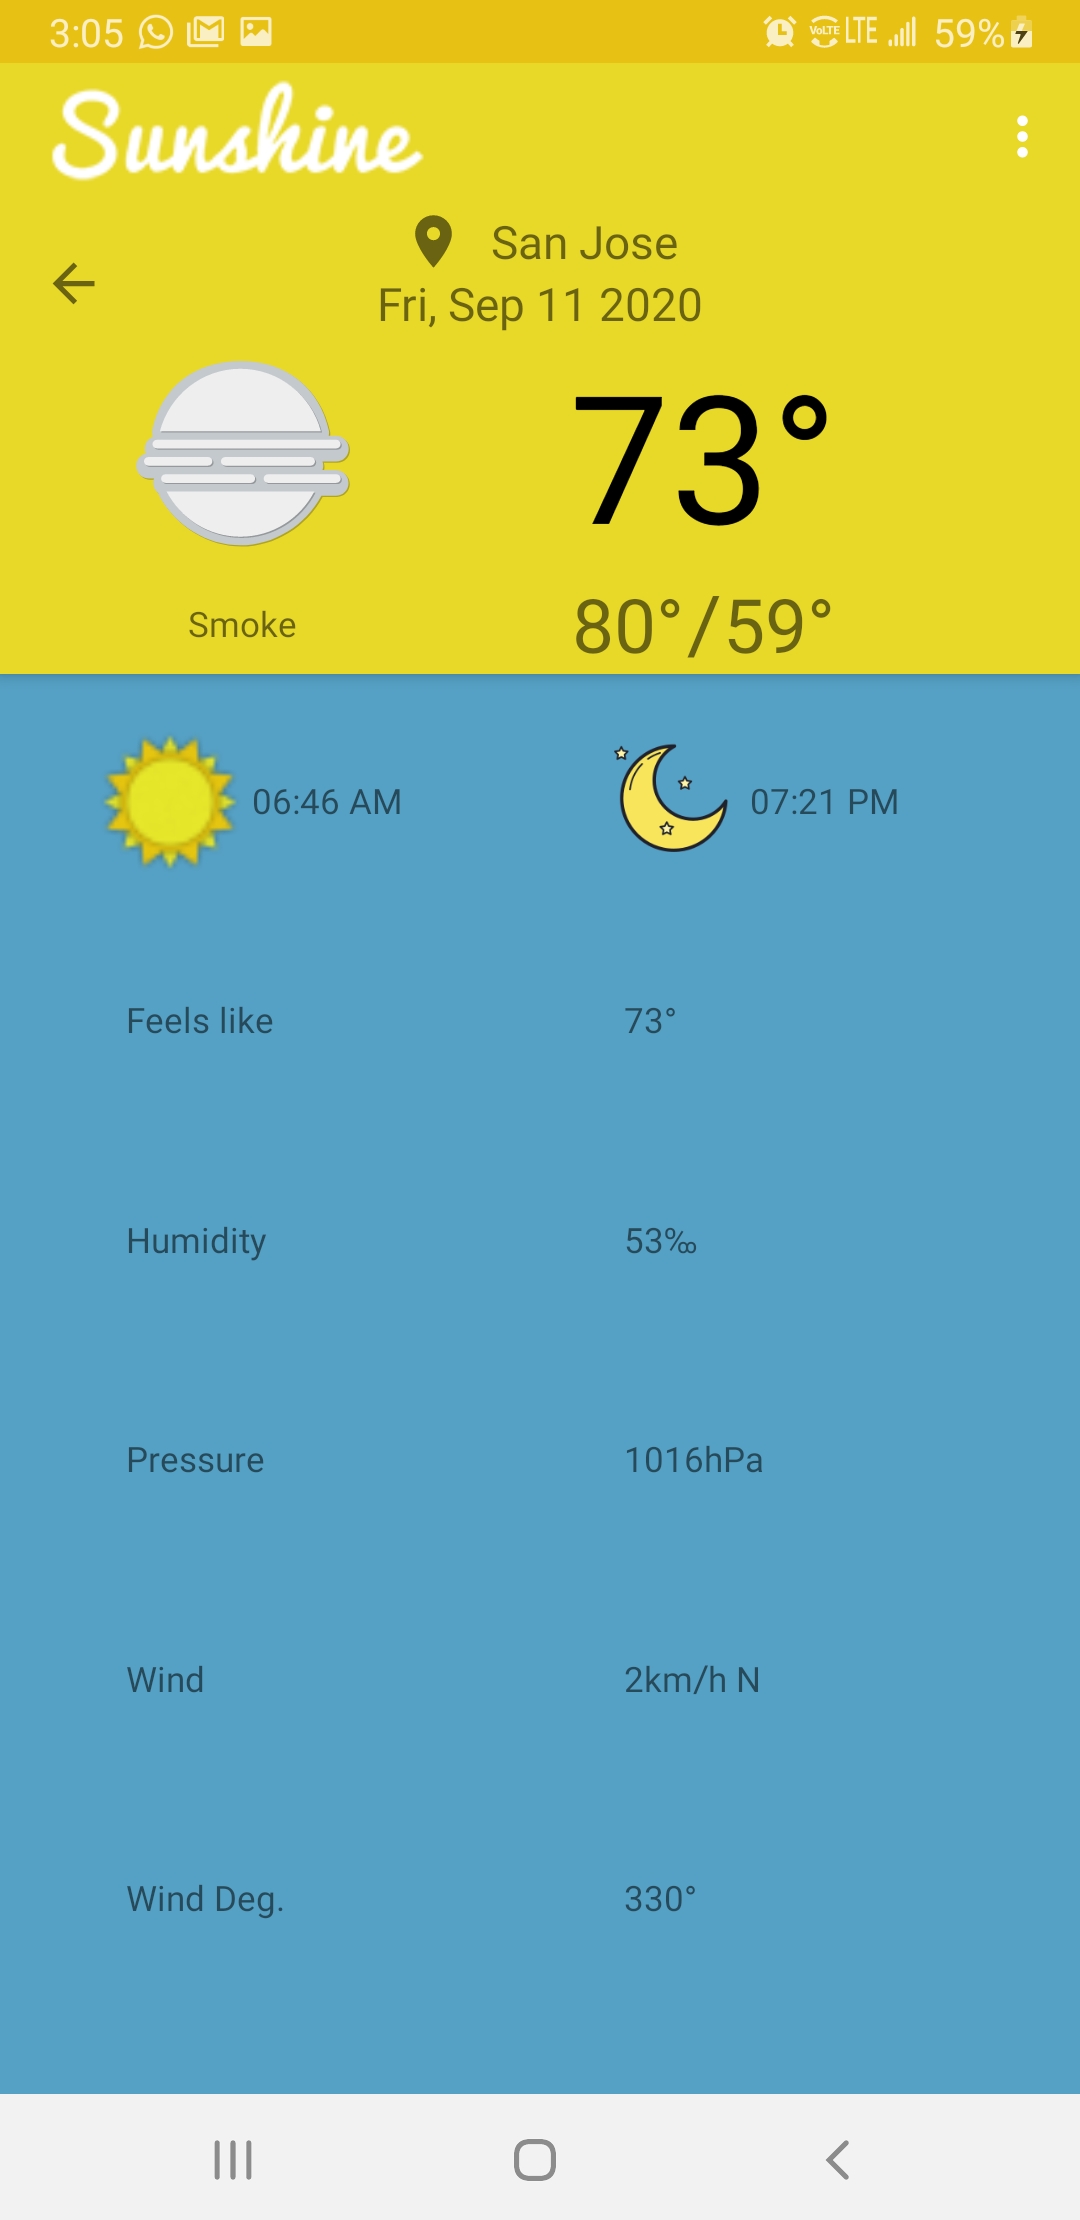 3:05 VoLTE LTE 59%
Sunshine
San Jose
Fri, Sep 11 2020
73°
Smoke 80°/59°
06:46 AM 07:21 PM
Feels like 73°
Humidity 53‰
Pressure 1016hPa
Wind 2km/h N
Wind Deg. 330°